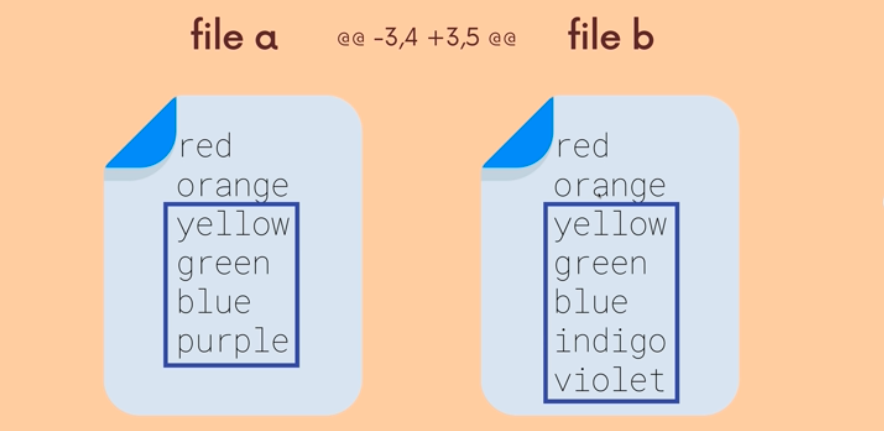 file a @@ -3,4 +3,5 @@ file b
red
orange
yellow
green
blue
purple
red
orange
yellow
green
blue
indigo
violet